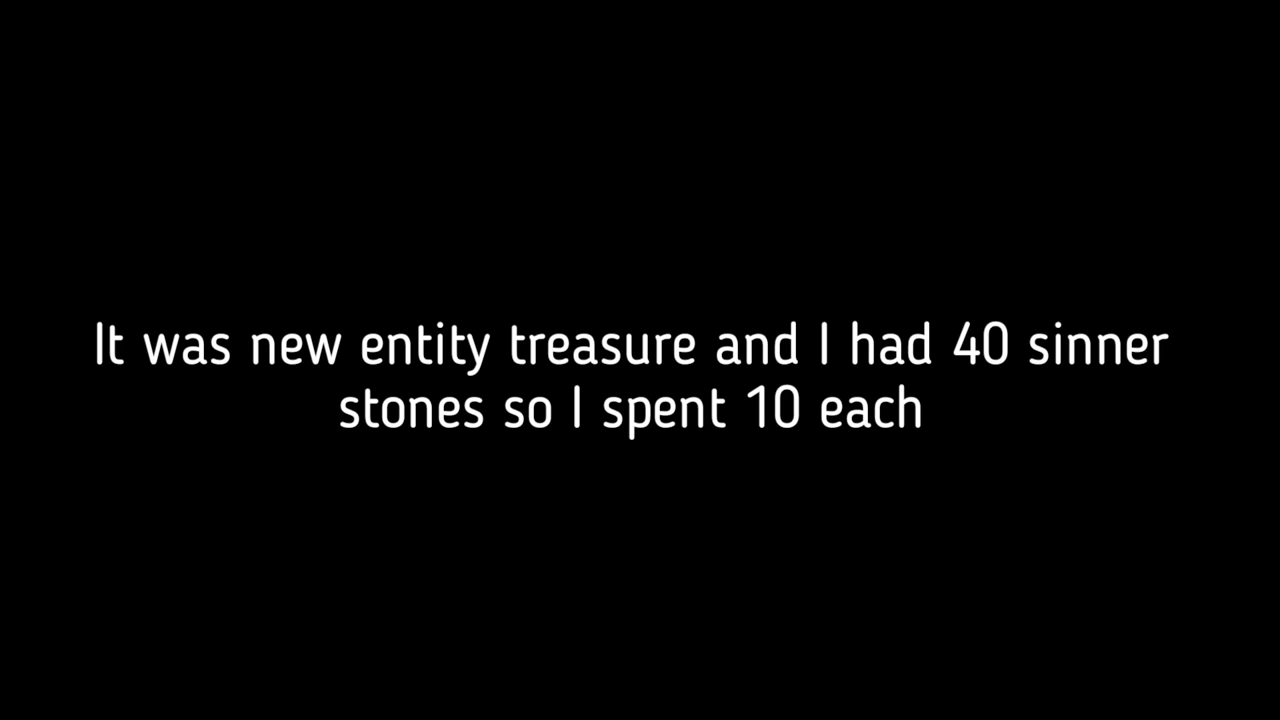 It was new entity treasure and I had 40 sinner
stones so I spent 10 each